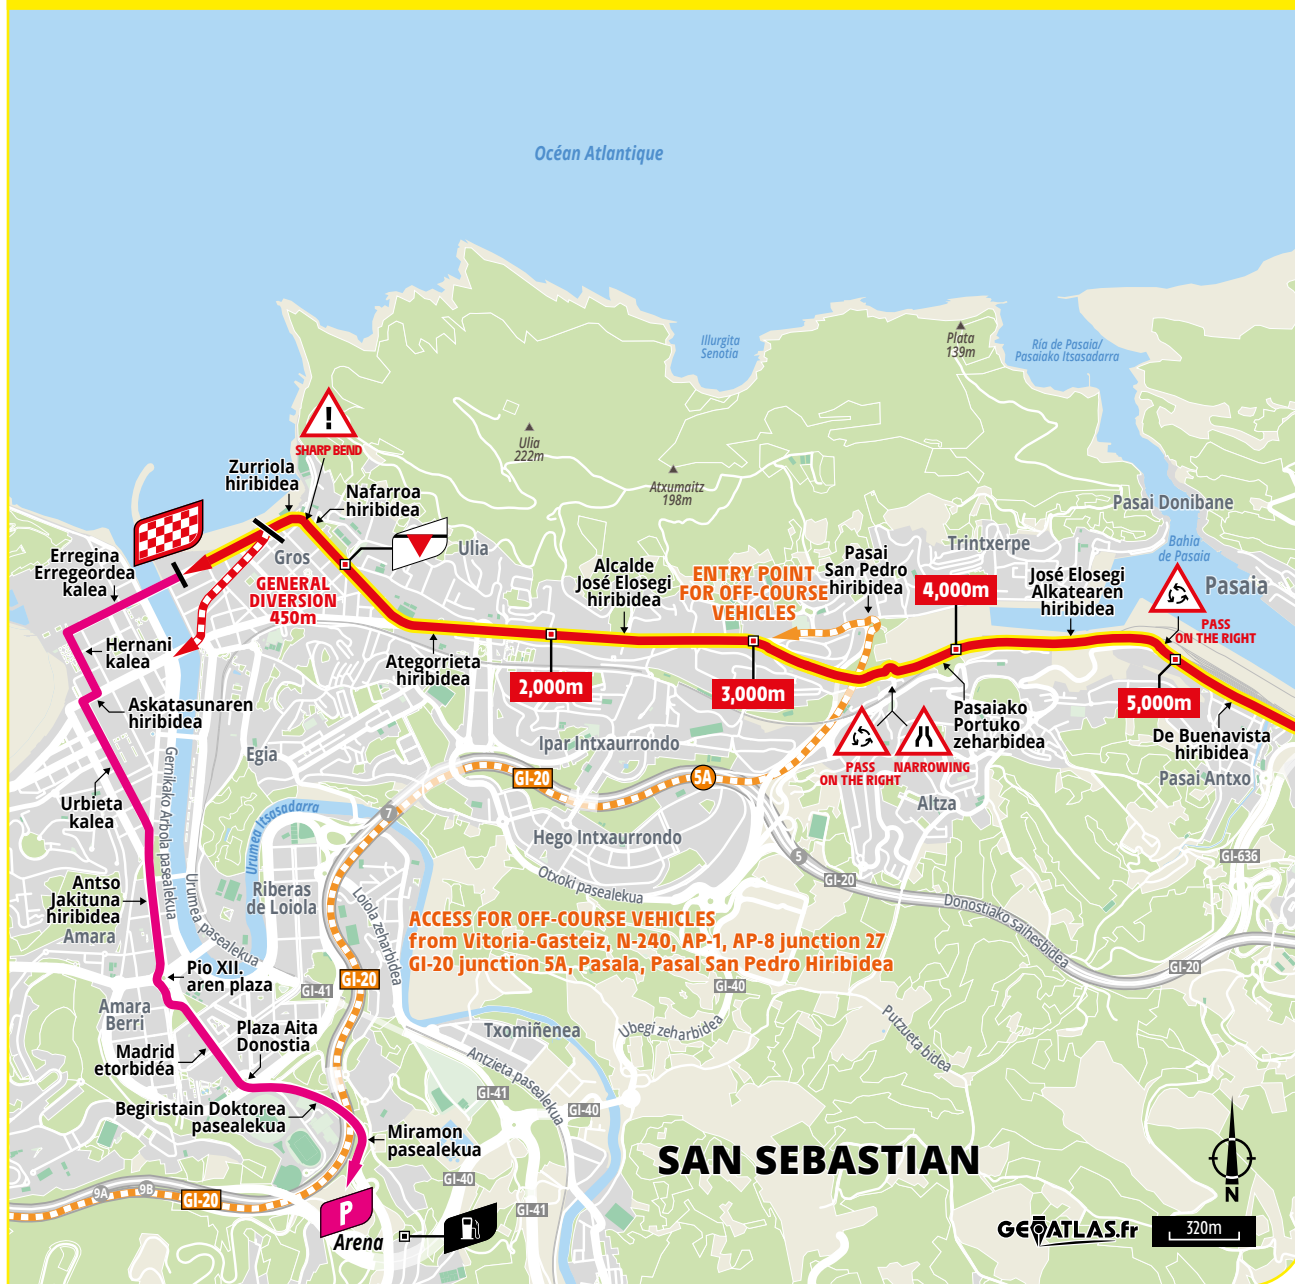 Océan Atlantique
Illurgita
Senotia
Plata
139m
Ría de Pasaia/
Pasaiako Itsasadarra
Ulia
222m
Atxumaitz
198m
SHARP BEND
Zurriola
hiribidea
Nafarroa
hiribidea
Pasai Donibane
Bahia
de Pasaia
Trintxerpe
Pasaia
Ulia
Gros
Erregina
Erregeordea
kalea
GENERAL
DIVERSION
450m
Alcalde
José Elosegi
hiribidea
ENTRY POINT
FOR OFF-COURSE
VEHICLES
Pasai
San Pedro
hiribidea
4,000m
José Elosegi
Alkatearen
hiribidea
PASS
ON THE RIGHT
Hernani
kalea
Ategorrieta
hiribidea
2,000m
3,000m
5,000m
Askatasunaren
hiribidea
Pasaiako
Portuko
zeharbidea
De Buenavista
hiribidea
Egia
Ipar Intxaurrondo
PASS
ON THE RIGHT
NARROWING
Pasai Antxo
GI-20
5A
Altza
Urbieta
kalea
Gernikako Arbola pasealekua
Urumea Itsasadarra
7
Hego Intxaurrondo
5
GI-636
GI-20
Otxoki pasealekua
Donostiako saihesbidea
Antso
Jakituna
hiribidea
Urumea pasealekua
Riberas
de Loiola
Loiola zeharbidea
Amara
ACCESS FOR OFF-COURSE VEHICLES
from Vitoria-Gasteiz, N-240, AP-1, AP-8 junction 27
GI-20 junction 5A, Pasala, Pasal San Pedro Hiribidea
Pio XII.
aren plaza
GI-20
GI-41
GI-40
GI-20
Amara
Berri
Plaza Aita
Donostia
Txomiñenea
Ubegi zeharbidea
Putzueta bidea
Madrid
etorbidéa
Antzieta pasealekua
GI-41
GI-40
Begiristain Doktorea
pasealekua
Miramon
pasealekua
SAN SEBASTIAN
GI-40
9A
9B
GI-20
P
Arena
GI-41
N
GEOATLAS.fr
320m